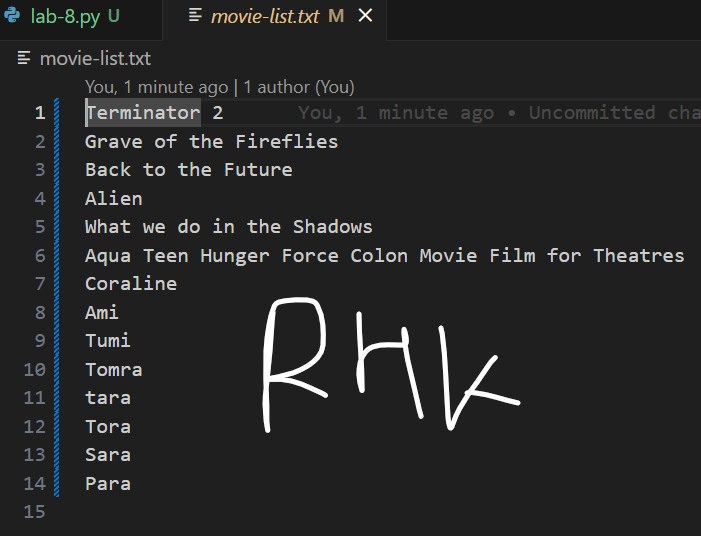 lab-8.py U movie-list.txt M
movie-list.txt
You, 1 minute ago | 1 author (You)
1 Terminator 2 You, 1 minute ago • Uncommitted cha
2 Grave of the Fireflies
3 Back to the Future
4 Alien
5 What we do in the Shadows
6 Aqua Teen Hunger Force Colon Movie Film for Theatres
7 Coraline
8 Ami
9 Tumi
10 Tomra
11 tara
12 Tora
13 Sara
14 Para
15
RHK